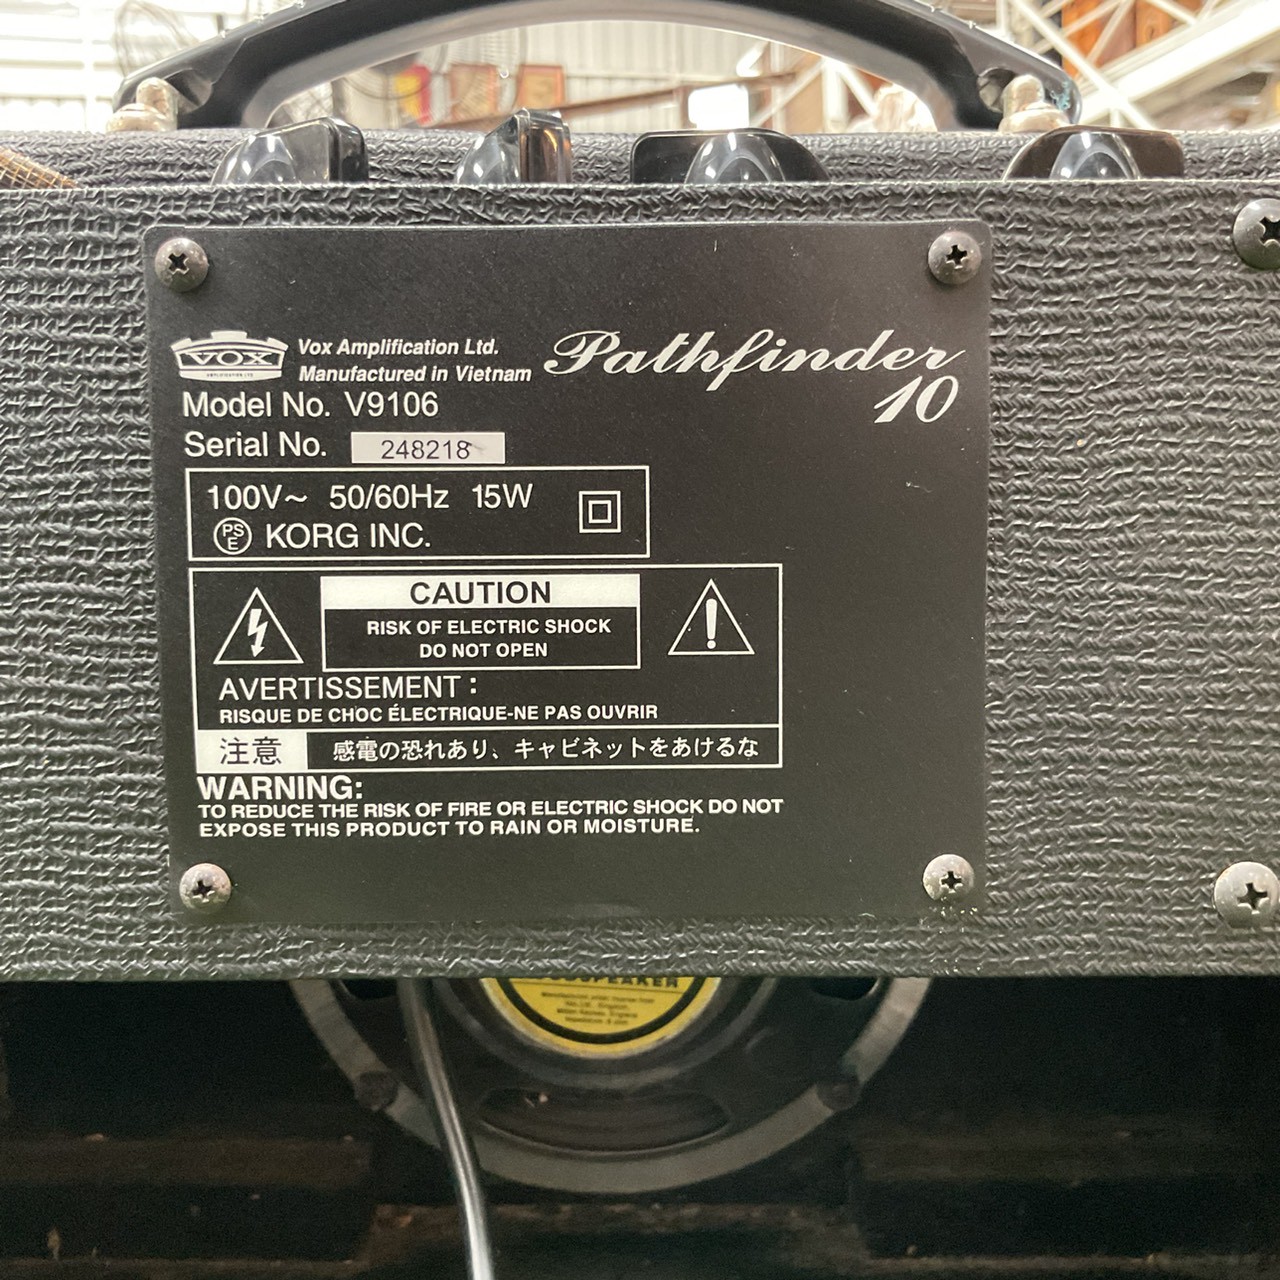 VOX
AMPLIFICATION LTD
Vox Amplification Ltd.
Manufactured in Vietnam
Pathfinder
10
Model No. V9106
Serial No. 248218
100V~ 50/60Hz 15W
PSE KORG INC.
CAUTION
RISK OF ELECTRIC SHOCK
DO NOT OPEN
AVERTISSEMENT :
RISQUE DE CHOC ÉLECTRIQUE-NE PAS OUVRIR
注意 感電の恐れあり、キャビネットをあけるな
WARNING:
TO REDUCE THE RISK OF FIRE OR ELECTRIC SHOCK DO NOT
EXPOSE THIS PRODUCT TO RAIN OR MOISTURE.